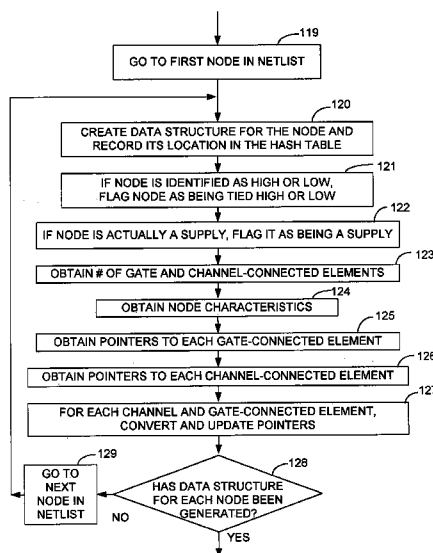 119
GO TO FIRST NODE IN NETLIST
120
CREATE DATA STRUCTURE FOR THE NODE AND
RECORD ITS LOCATION IN THE HASH TABLE
121
IF NODE IS IDENTIFIED AS HIGH OR LOW,
FLAG NODE AS BEING TIED HIGH OR LOW
122
IF NODE IS ACTUALLY A SUPPLY, FLAG IT AS BEING A SUPPLY
123
OBTAIN # OF GATE AND CHANNEL-CONNECTED ELEMENTS
124
OBTAIN NODE CHARACTERISTICS
125
OBTAIN POINTERS TO EACH GATE-CONNECTED ELEMENT
126
OBTAIN POINTERS TO EACH CHANNEL-CONNECTED ELEMENT
127
FOR EACH CHANNEL AND GATE-CONNECTED ELEMENT,
CONVERT AND UPDATE POINTERS
128
HAS DATA STRUCTURE
FOR EACH NODE BEEN
GENERATED?
129
GO TO
NEXT
NODE IN
NETLIST
NO
YES